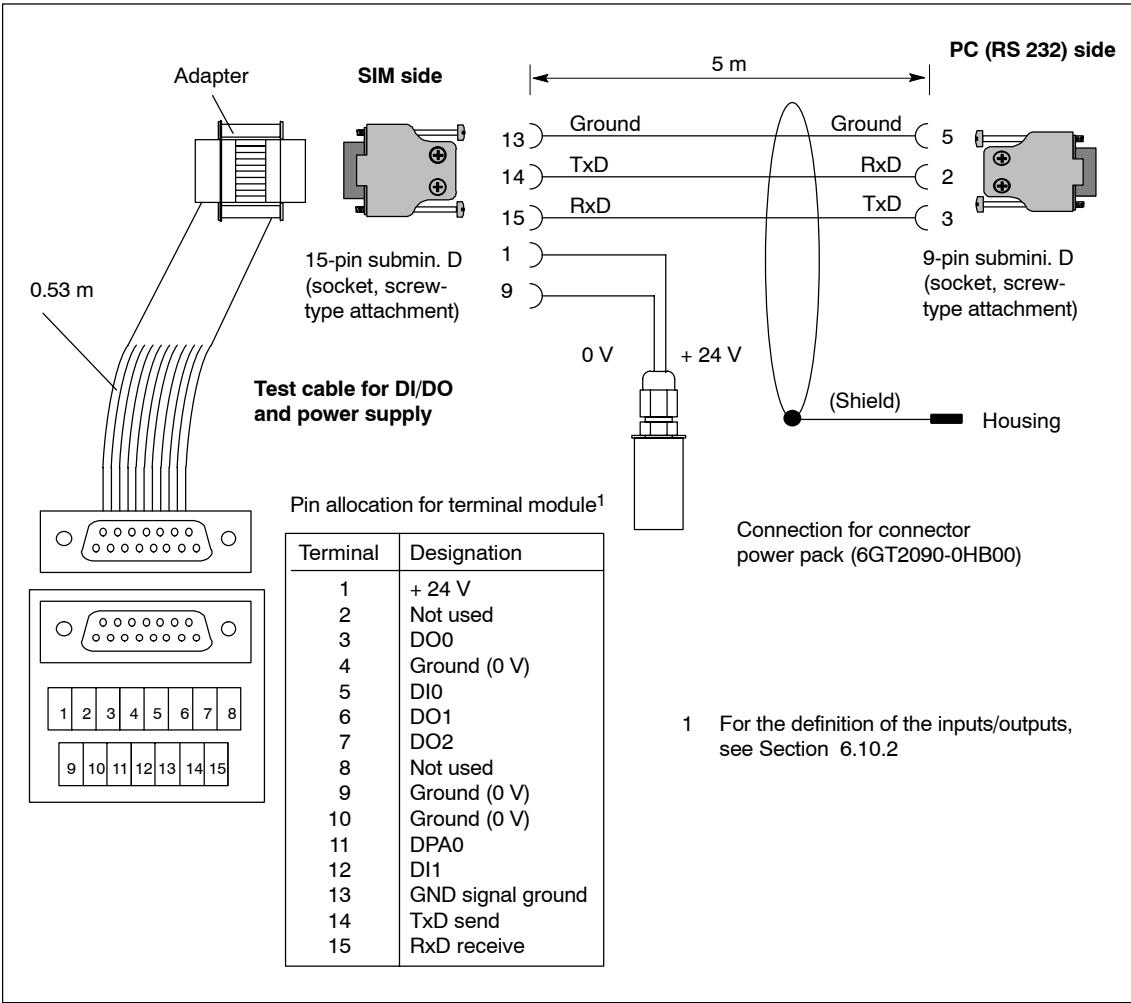 PC (RS 232) side
Adapter
SIM side
5 m
13
Ground
Ground
5
14
TxD
RxD
2
15
RxD
TxD
3
1
9
15-pin submin. D
(socket, screw-
type attachment)
9-pin submini. D
(socket, screw-
type attachment)
0.53 m
0 V
+ 24 V
Test cable for DI/DO
and power supply
(Shield)
Housing
Pin allocation for terminal module1
Connection for connector
power pack (6GT2090-0HB00)
Terminal Designation
1 + 24 V
2 Not used
3 DO0
4 Ground (0 V)
5 DI0
6 DO1
7 DO2
8 Not used
9 Ground (0 V)
10 Ground (0 V)
11 DPA0
12 DI1
13 GND signal ground
14 TxD send
15 RxD receive
1 2 3 4 5 6 7 8
9 10 11 12 13 14 15
1 For the definition of the inputs/outputs,
see Section 6.10.2